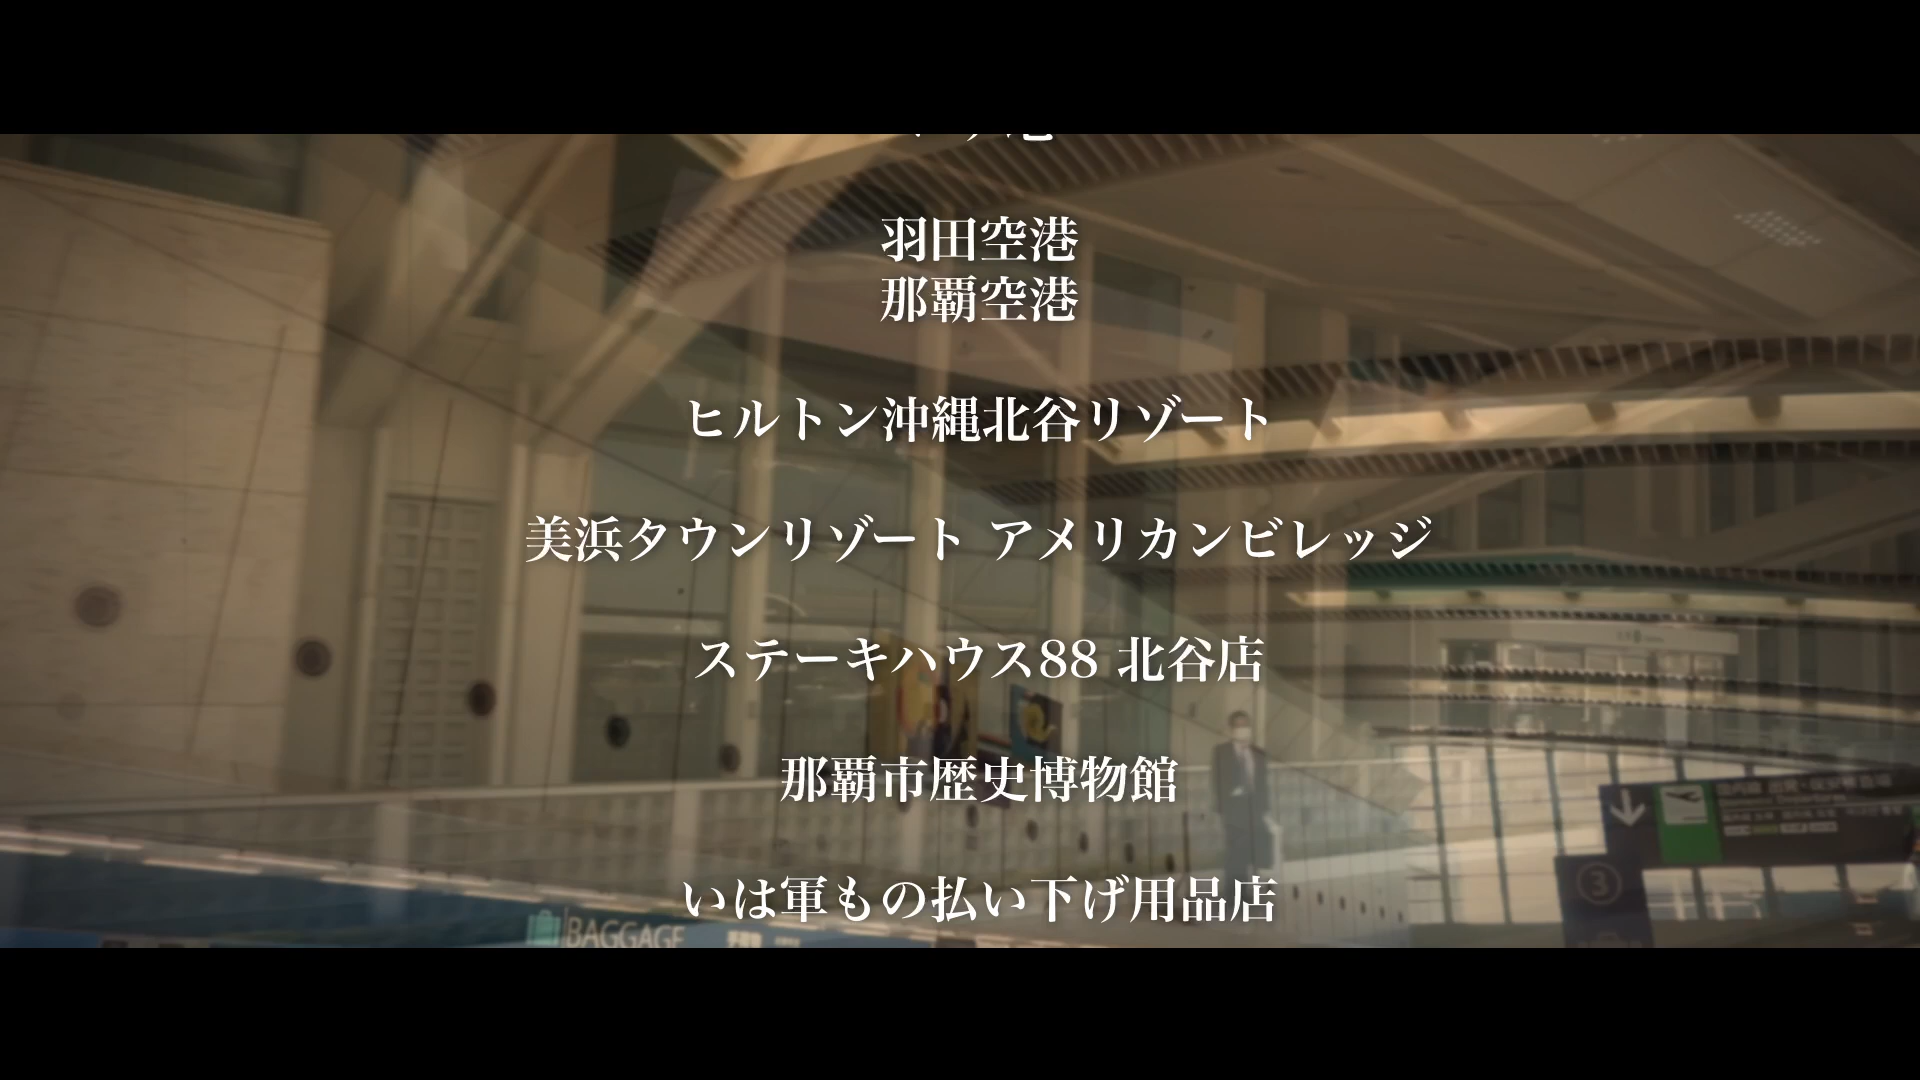 羽田空港
那覇空港
ヒルトン沖縄北谷リゾート
美浜タウンリゾート アメリカンビレッジ
ステーキハウス88 北谷店
那覇市歴史博物館
いは軍もの払い下げ用品店
BAGGAGE
3